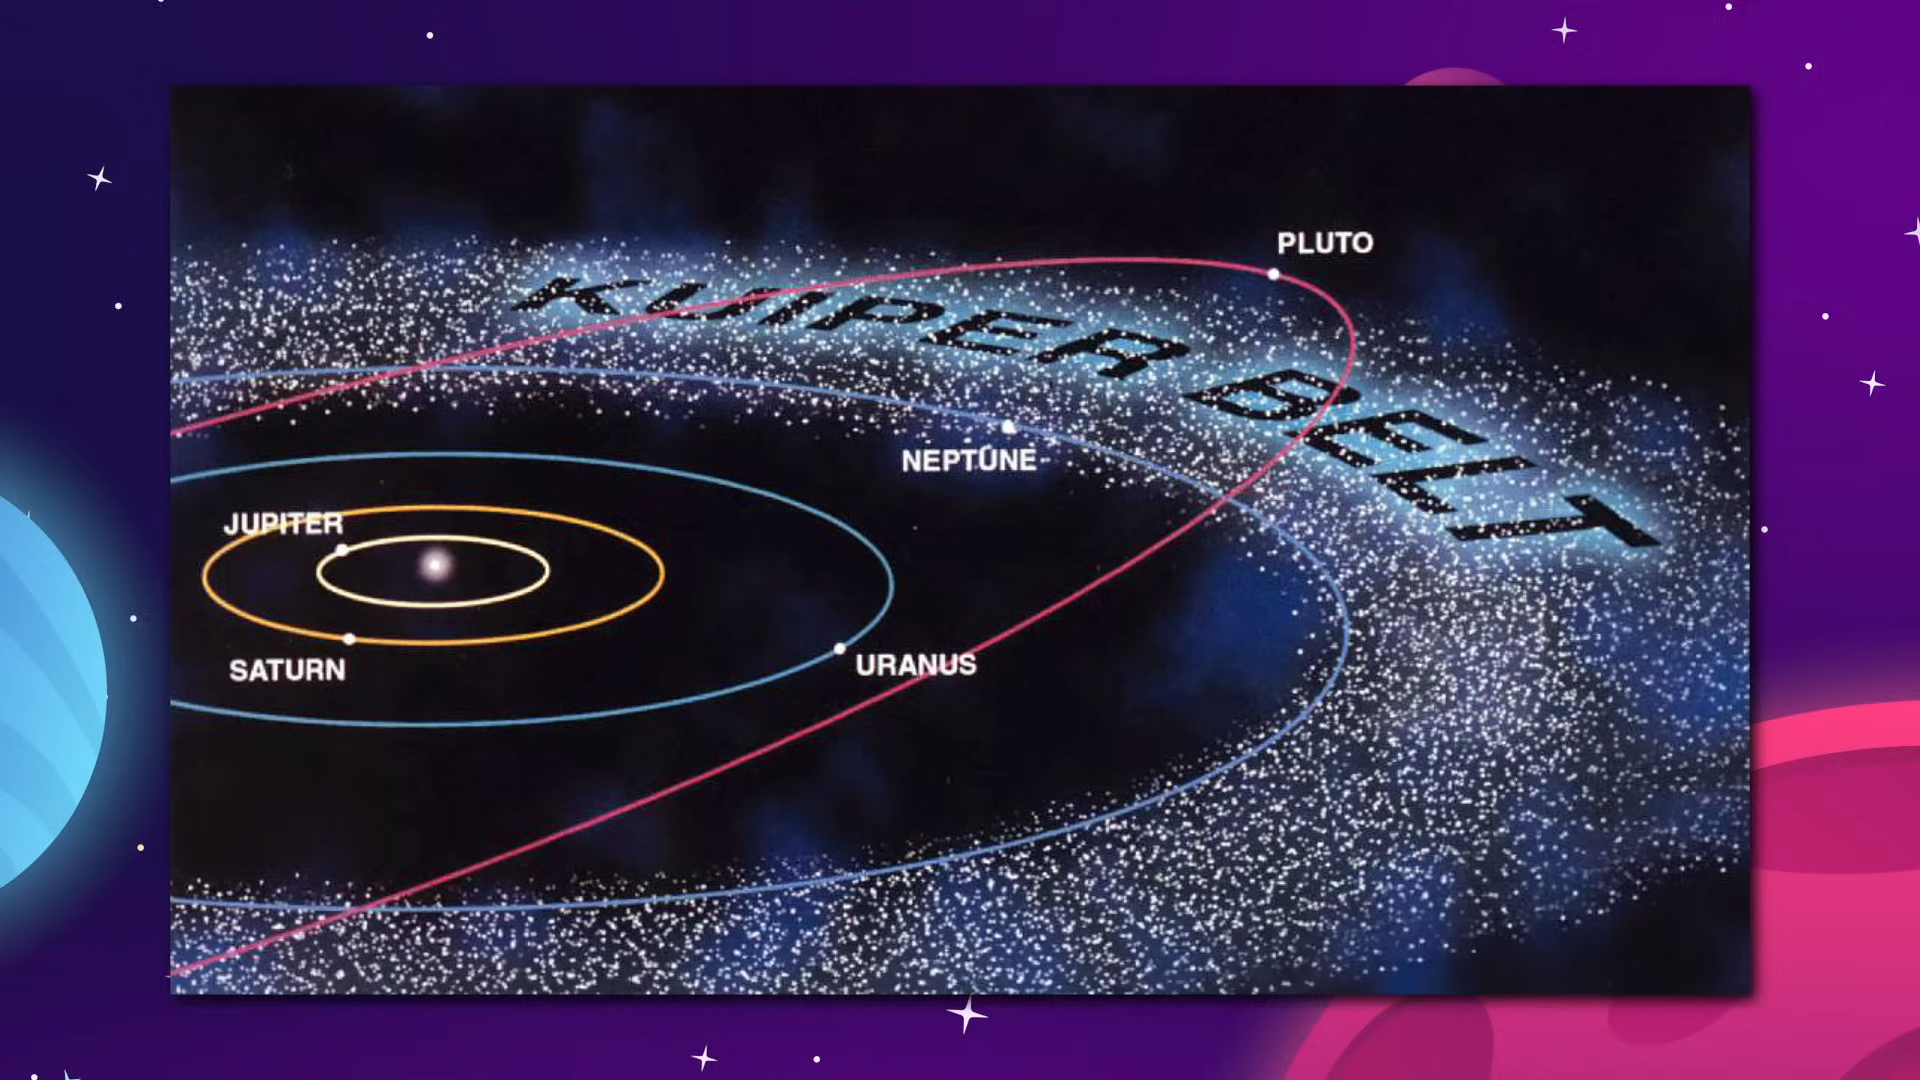 PLUTO
KUIPER BELT
NEPTUNE
JUPITER
URANUS
SATURN